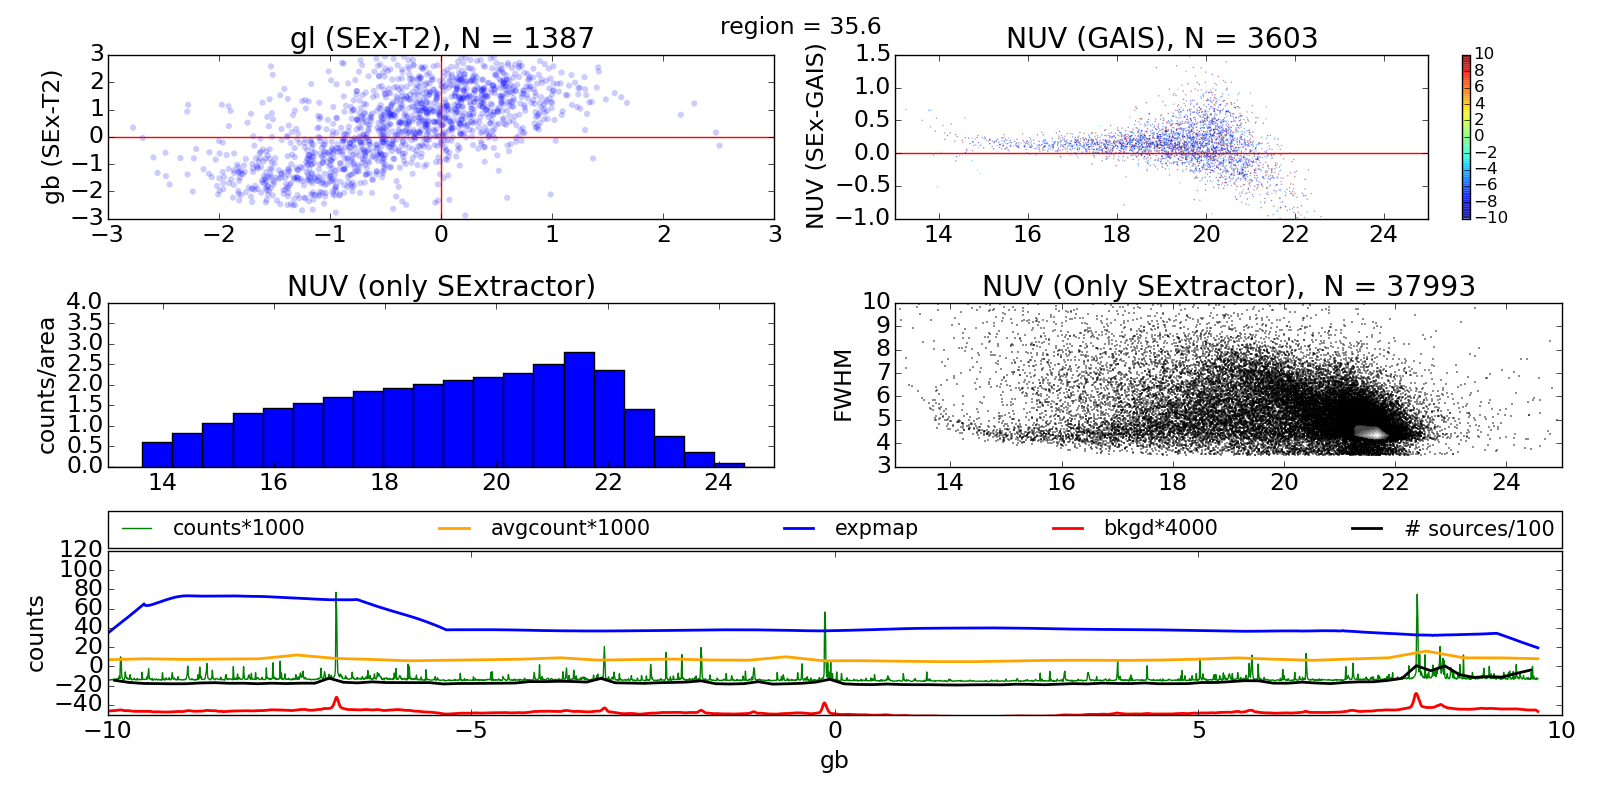 region = 35.6
gl (SEx-T2), N = 1387
gb (SEx-T2)
3
2
1
0
−1
−2
−3
−3 −2 −1 0 1 2 3
NUV (GAIS), N = 3603
NUV (SEx-GAIS)
1.5
1.0
0.5
0.0
−0.5
−1.0
14 16 18 20 22 24
10
8
6
4
2
0
−2
−4
−6
−8
−10
NUV (only SExtractor)
counts/area
4.0
3.5
3.0
2.5
2.0
1.5
1.0
0.5
0.0
14 16 18 20 22 24
NUV (Only SExtractor),  N = 37993
FWHM
10
9
8
7
6
5
4
3
14 16 18 20 22 24
counts*1000 avgcount*1000 expmap bkgd*4000 # sources/100
counts
120
100
80
60
40
20
0
−20
−40
−10 −5 0 5 10
gb